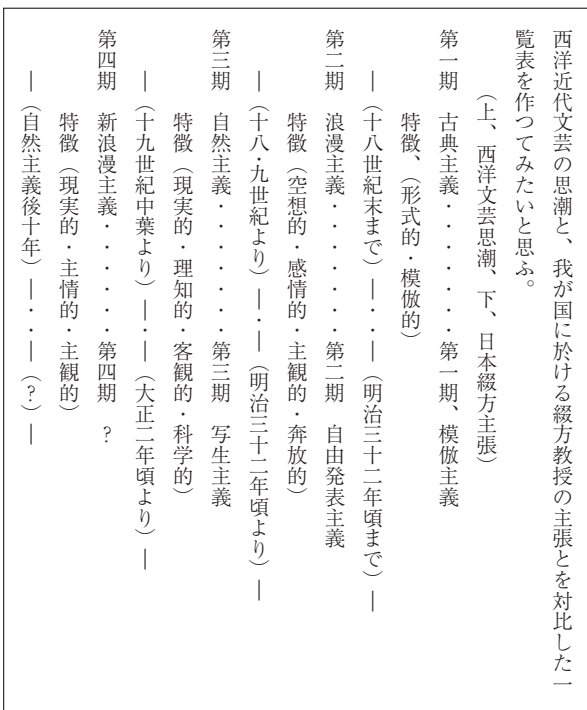 西洋近代文芸の思潮と、我が国に於ける綴方教授の主張とを対比した一
覧表を作つてみたいと思ふ。
（上、西洋文芸思潮、下、日本綴方主張）
第一期　古典主義・・・・・・・第一期、模倣主義
特徴、（形式的・模倣的）
―（十八世紀末まで）―・・―（明治三十二年頃まで）―
第二期　浪漫主義・・・・・・・第二期　自由発表主義
特徴（空想的・感情的・主観的・奔放的）
―（十八・九世紀より）―・―（明治三十二年頃より）―
第三期　自然主義・・・・・・・第三期　写生主義
特徴（現実的・理知的・客観的・科学的）
―（十九世紀中葉より）―・―（大正二年頃より）―
第四期　新浪漫主義・・・・・・第四期　？
特徴（現実的・主情的・主観的）
―（自然主義後十年）―・・―（？）―